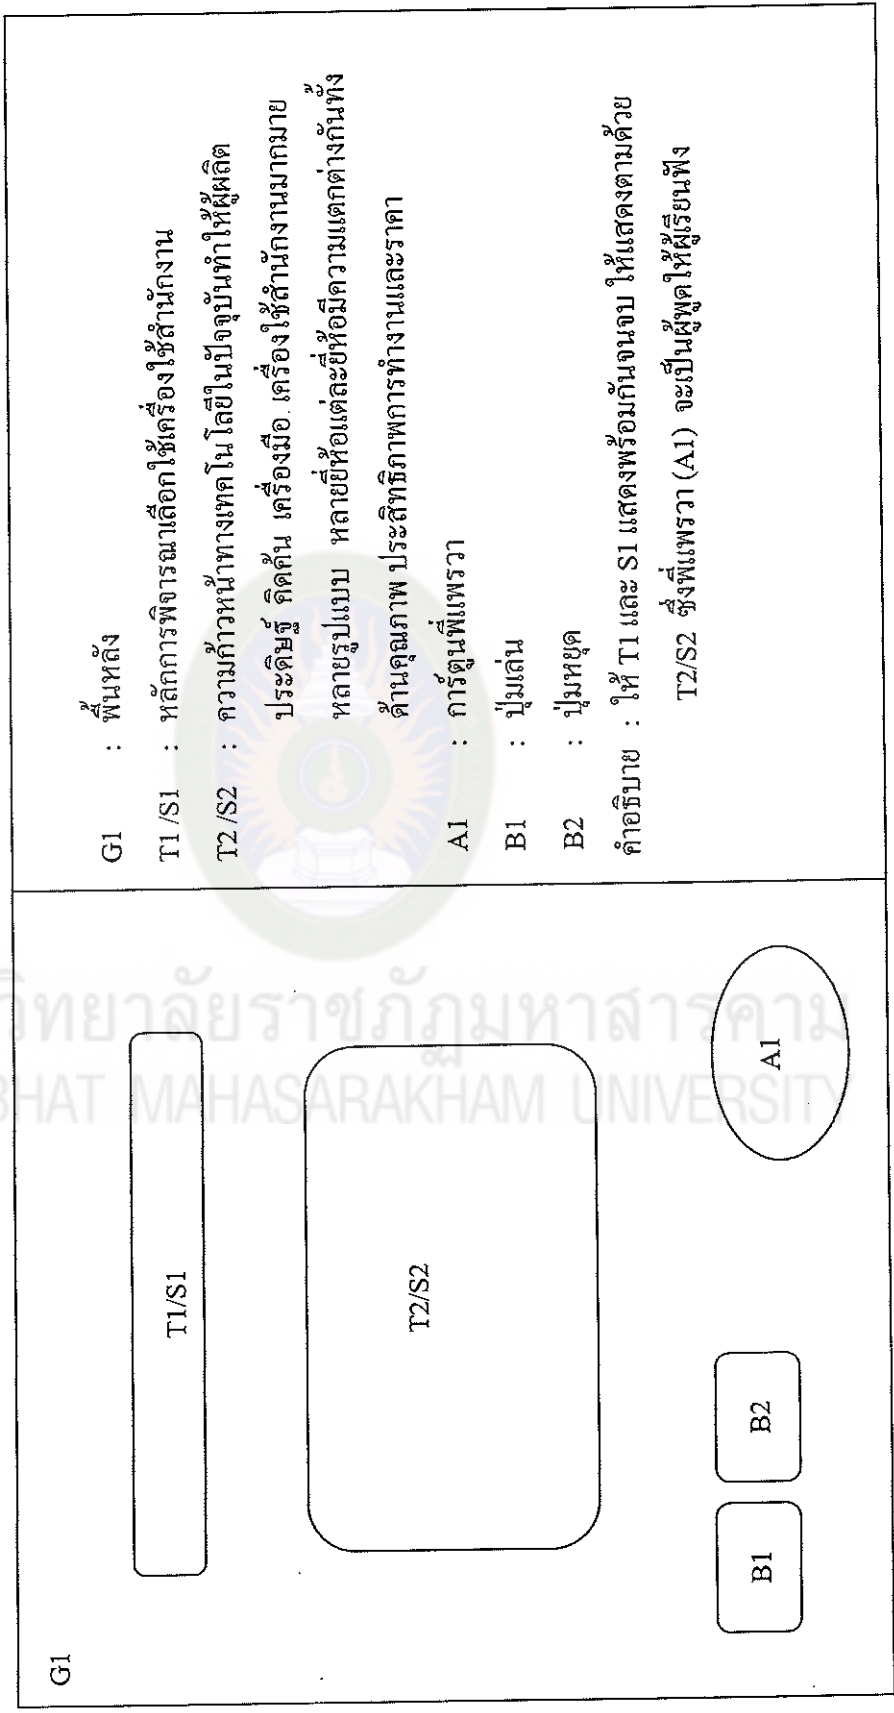 G1
T1/S1
T2/S2
B1
B2
A1
G1 : พื้นหลัง
T1 /S1 : หลักการพิจารณาเลือกใช้เครื่องใช้สำนักงาน
T2 /S2 : ความก้าวหน้าทางเทคโนโลยีในปัจจุบันทำให้ผู้ผลิต
ประดิษฐ์ คิดค้น เครื่องมือ. เครื่องใช้สำนักงานมากมาย
หลายรูปแบบ หลายยี่ห้อแต่ละยี่ห้อมีความแตกต่างกันทั้ง
ด้านคุณภาพ ประสิทธิภาพการทำงานและราคา
A1 : การ์ตูนพี่แพรวา
B1 : ปุ่มเล่น
B2 : ปุ่มหยุด
คำอธิบาย : ให้ T1 และ S1 แสดงพร้อมกันจนจบ ให้แสดงตามด้วย
T2/S2 ซึ่งพี่แพรวา (A1) จะเป็นผู้พูดให้ผู้เรียนฟัง
วิทยาลัยราชภัฏมหาสารคาม
BHAT MAHASARAKHAM UNIVERSITY